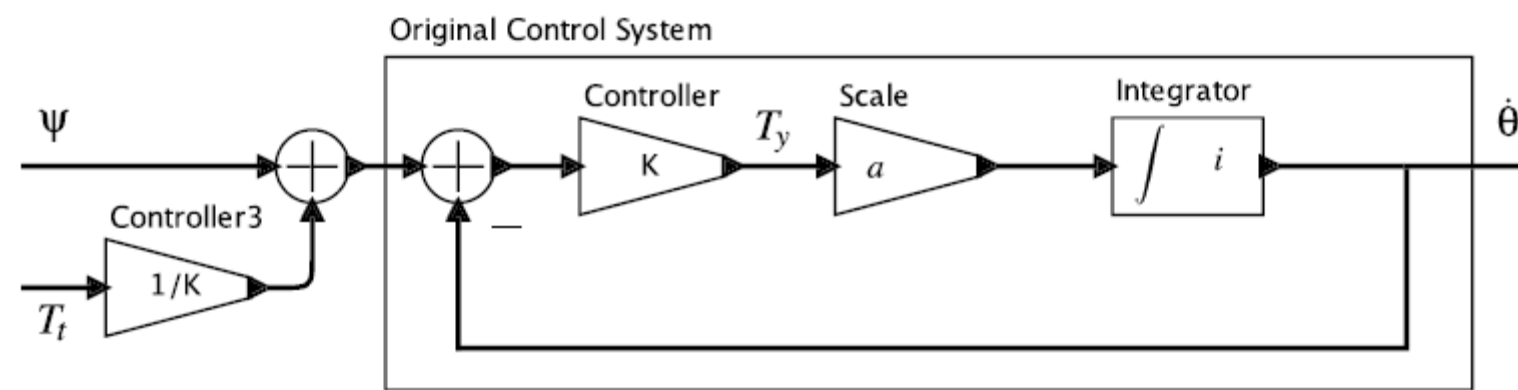 Original Control System
Controller
Scale
Integrator
ψ
K
T_y
a
∫ i
θ̇
−
Controller3
1/K
T_t